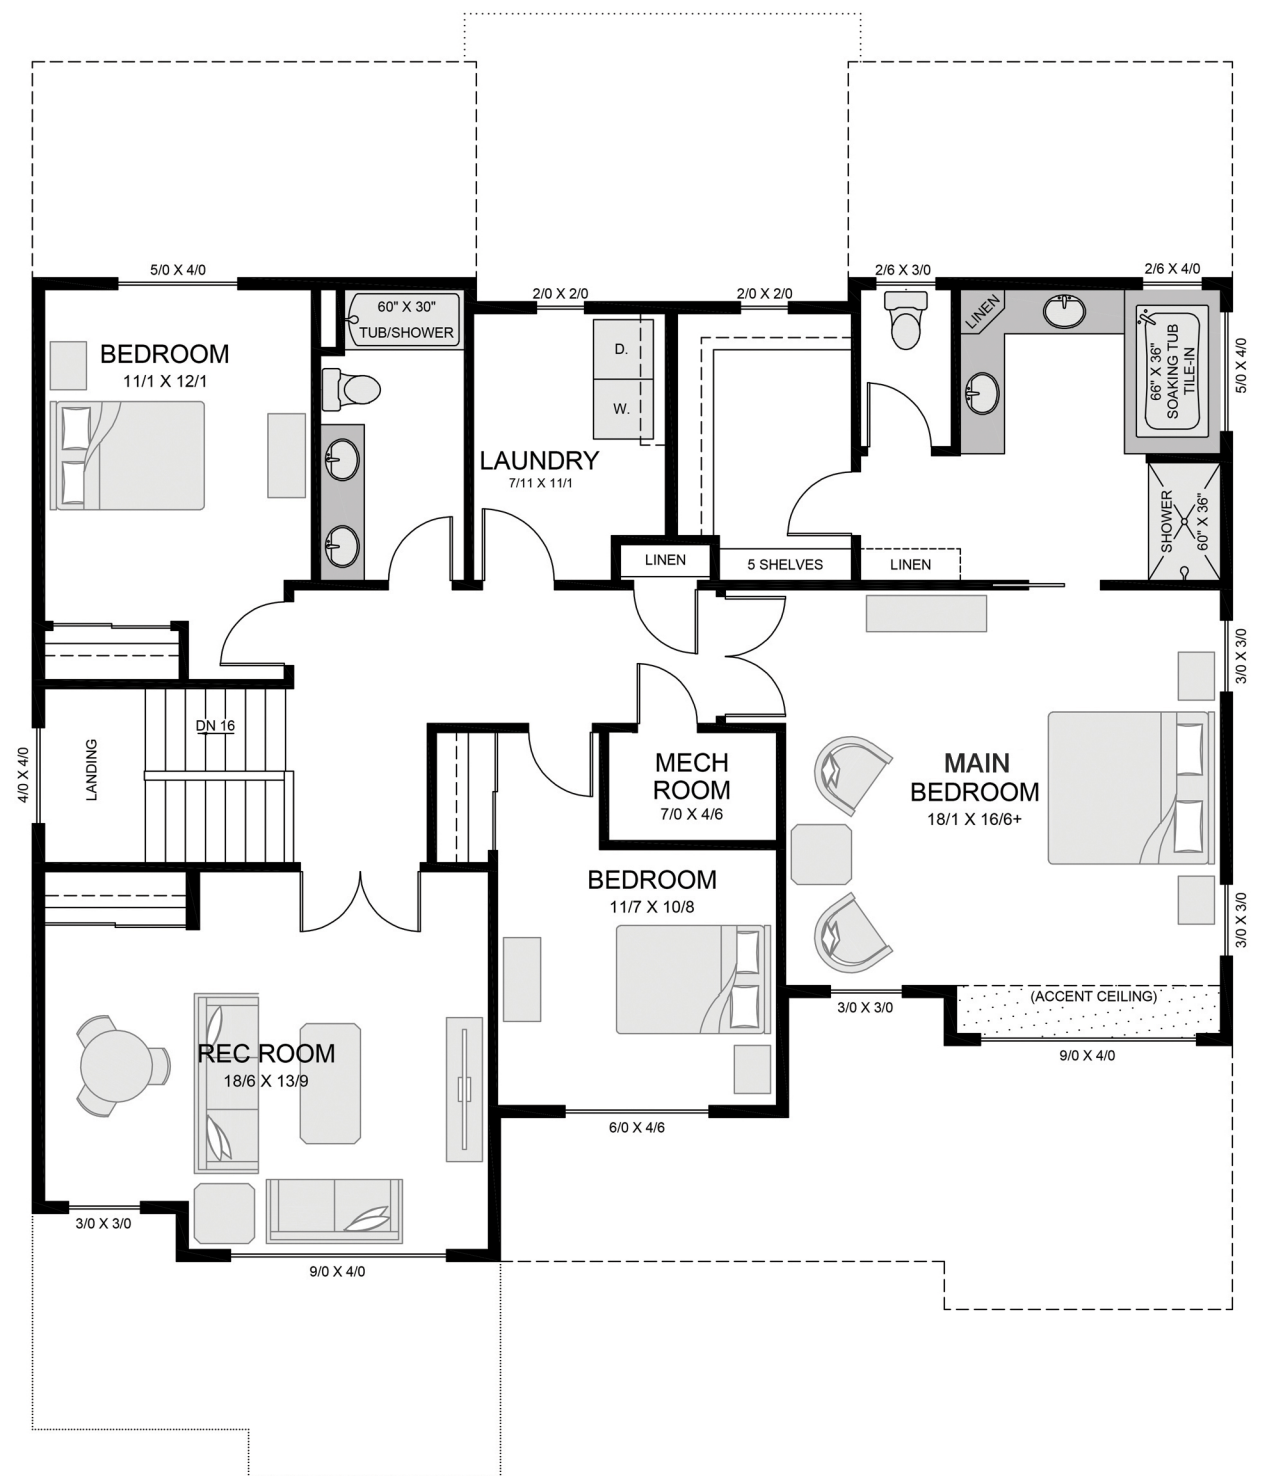 5/0 X 4/0
2/0 X 2/0
2/0 X 2/0
2/6 X 3/0
2/6 X 4/0
60" X 30"
TUB/SHOWER
BEDROOM
11/1 X 12/1
D.
W.
LAUNDRY
7/11 X 11/1
LINEN
66" X 36"
SOAKING TUB
TILE-IN
5/0 X 4/0
SHOWER
60" X 36"
LINEN
5 SHELVES
LINEN
3/0 X 3/0
DN 16
LANDING
4/0 X 4/0
MECH
ROOM
7/0 X 4/6
MAIN
BEDROOM
18/1 X 16/6+
BEDROOM
11/7 X 10/8
3/0 X 3/0
(ACCENT CEILING)
3/0 X 3/0
9/0 X 4/0
REC ROOM
18/6 X 13/9
6/0 X 4/6
3/0 X 3/0
9/0 X 4/0